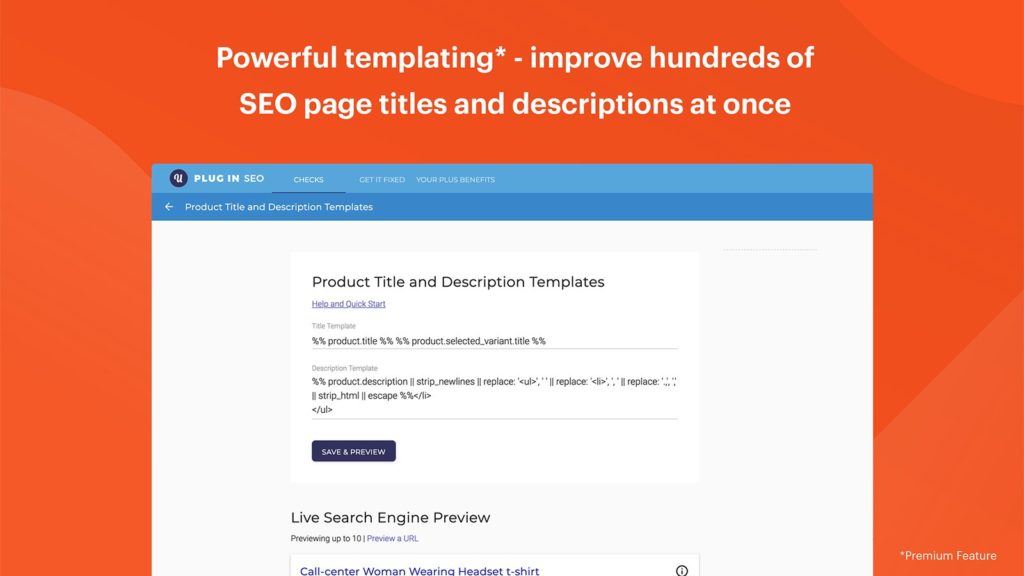 Powerful templating* - improve hundreds of
SEO page titles and descriptions at once
PLUG IN SEO
CHECKS
GET IT FIXED
YOUR PLUS BENEFITS
← Product Title and Description Templates
Product Title and Description Templates
Help and Quick Start
Title Template
%% product.title %% %% product.selected_variant.title %%
Description Template
%% product.description || strip_newlines || replace: '<ul>', ' ' || replace: '<li>', ', ' || replace: '.,', ','
|| strip_html || escape %%</li>
</ul>
SAVE & PREVIEW
Live Search Engine Preview
Previewing up to 10 | Preview a URL
Call-center Woman Wearing Headset t-shirt
*Premium Feature